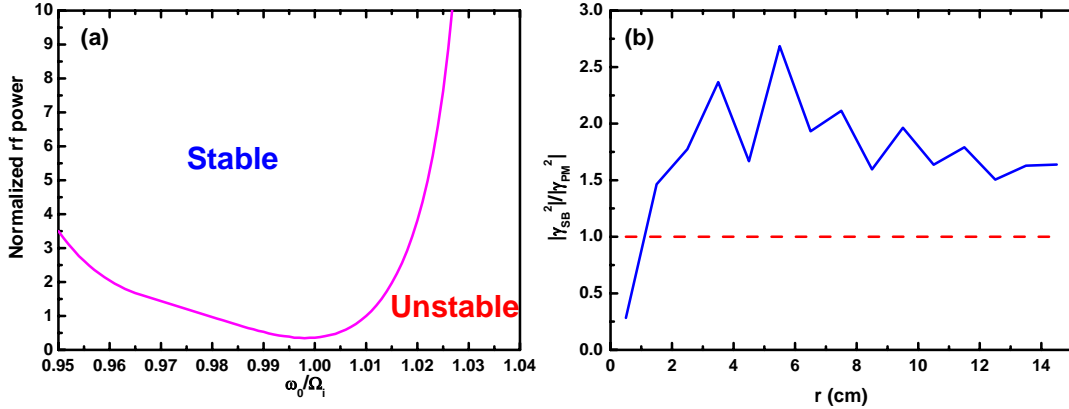 (a)
Normalized rf power
10
9
8
7
6
5
4
3
2
1
0
Stable
Unstable
0.95 0.96 0.97 0.98 0.99 1.00 1.01 1.02 1.03 1.04
ω₀/Ωᵢ
(b)
|γ_SB²|/|γ_PM²|
3.0
2.5
2.0
1.5
1.0
0.5
0.0
0 2 4 6 8 10 12 14
r (cm)